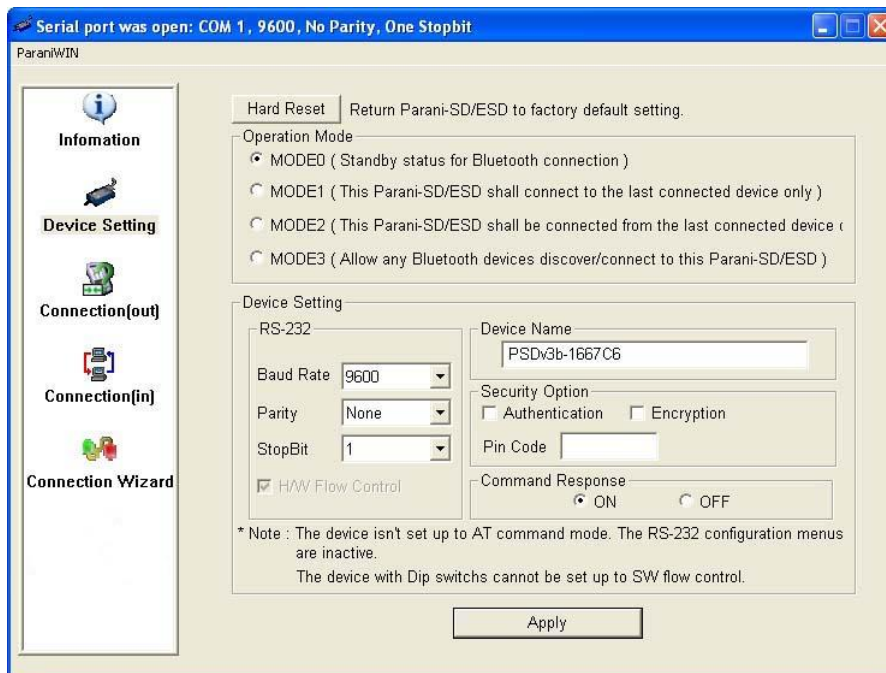 Serial port was open: COM 1 , 9600 , No Parity, One Stopbit
ParaniWIN
Infomation
Device Setting
Connection(out)
Connection(in)
Connection Wizard
Hard Reset Return Parani-SD/ESD to factory default setting.
Operation Mode
MODE0 ( Standby status for Bluetooth connection )
MODE1 ( This Parani-SD/ESD shall connect to the last connected device only )
MODE2 ( This Parani-SD/ESD shall be connected from the last connected device
MODE3 ( Allow any Bluetooth devices discover/connect to this Parani-SD/ESD )
Device Setting
RS-232
Baud Rate 9600
Parity None
StopBit 1
H/W Flow Control
Device Name
PSDv3b-1667C6
Security Option
Authentication Encryption
Pin Code
Command Response
ON OFF
* Note : The device isn't set up to AT command mode. The RS-232 configuration menus
are inactive.
The device with Dip switchs cannot be set up to SW flow control.
Apply